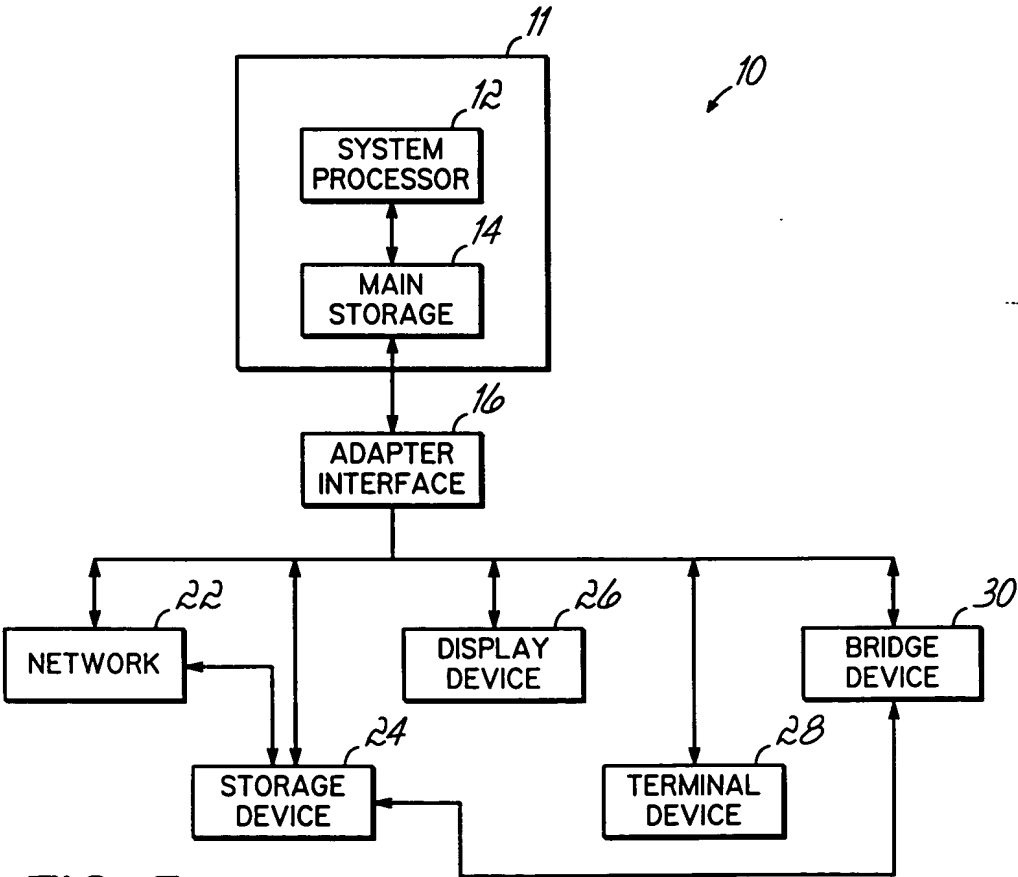 11
10
12
SYSTEM
PROCESSOR
14
MAIN
STORAGE
16
ADAPTER
INTERFACE
22
NETWORK
26
DISPLAY
DEVICE
30
BRIDGE
DEVICE
24
STORAGE
DEVICE
28
TERMINAL
DEVICE